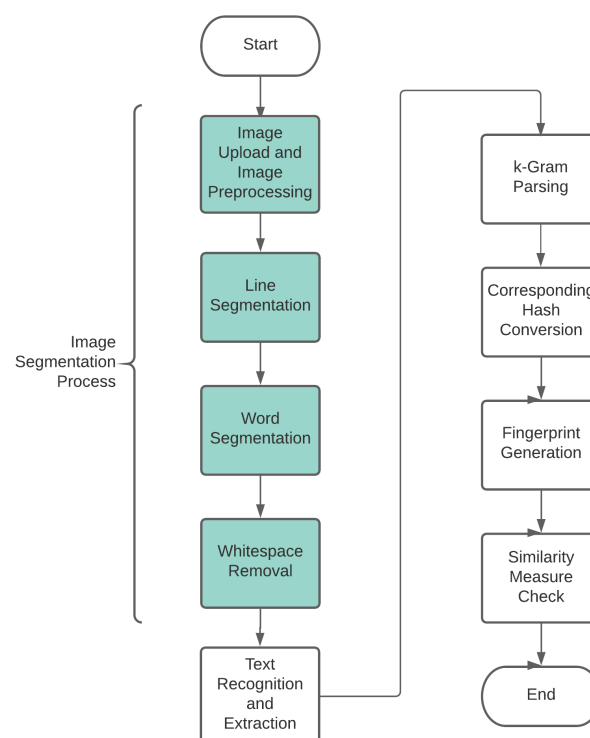 Start
Image
Upload and
Image
Preprocessing
Line
Segmentation
Word
Segmentation
Whitespace
Removal
Text
Recognition
and
Extraction
Image
Segmentation
Process
k-Gram
Parsing
Corresponding
Hash
Conversion
Fingerprint
Generation
Similarity
Measure
Check
End